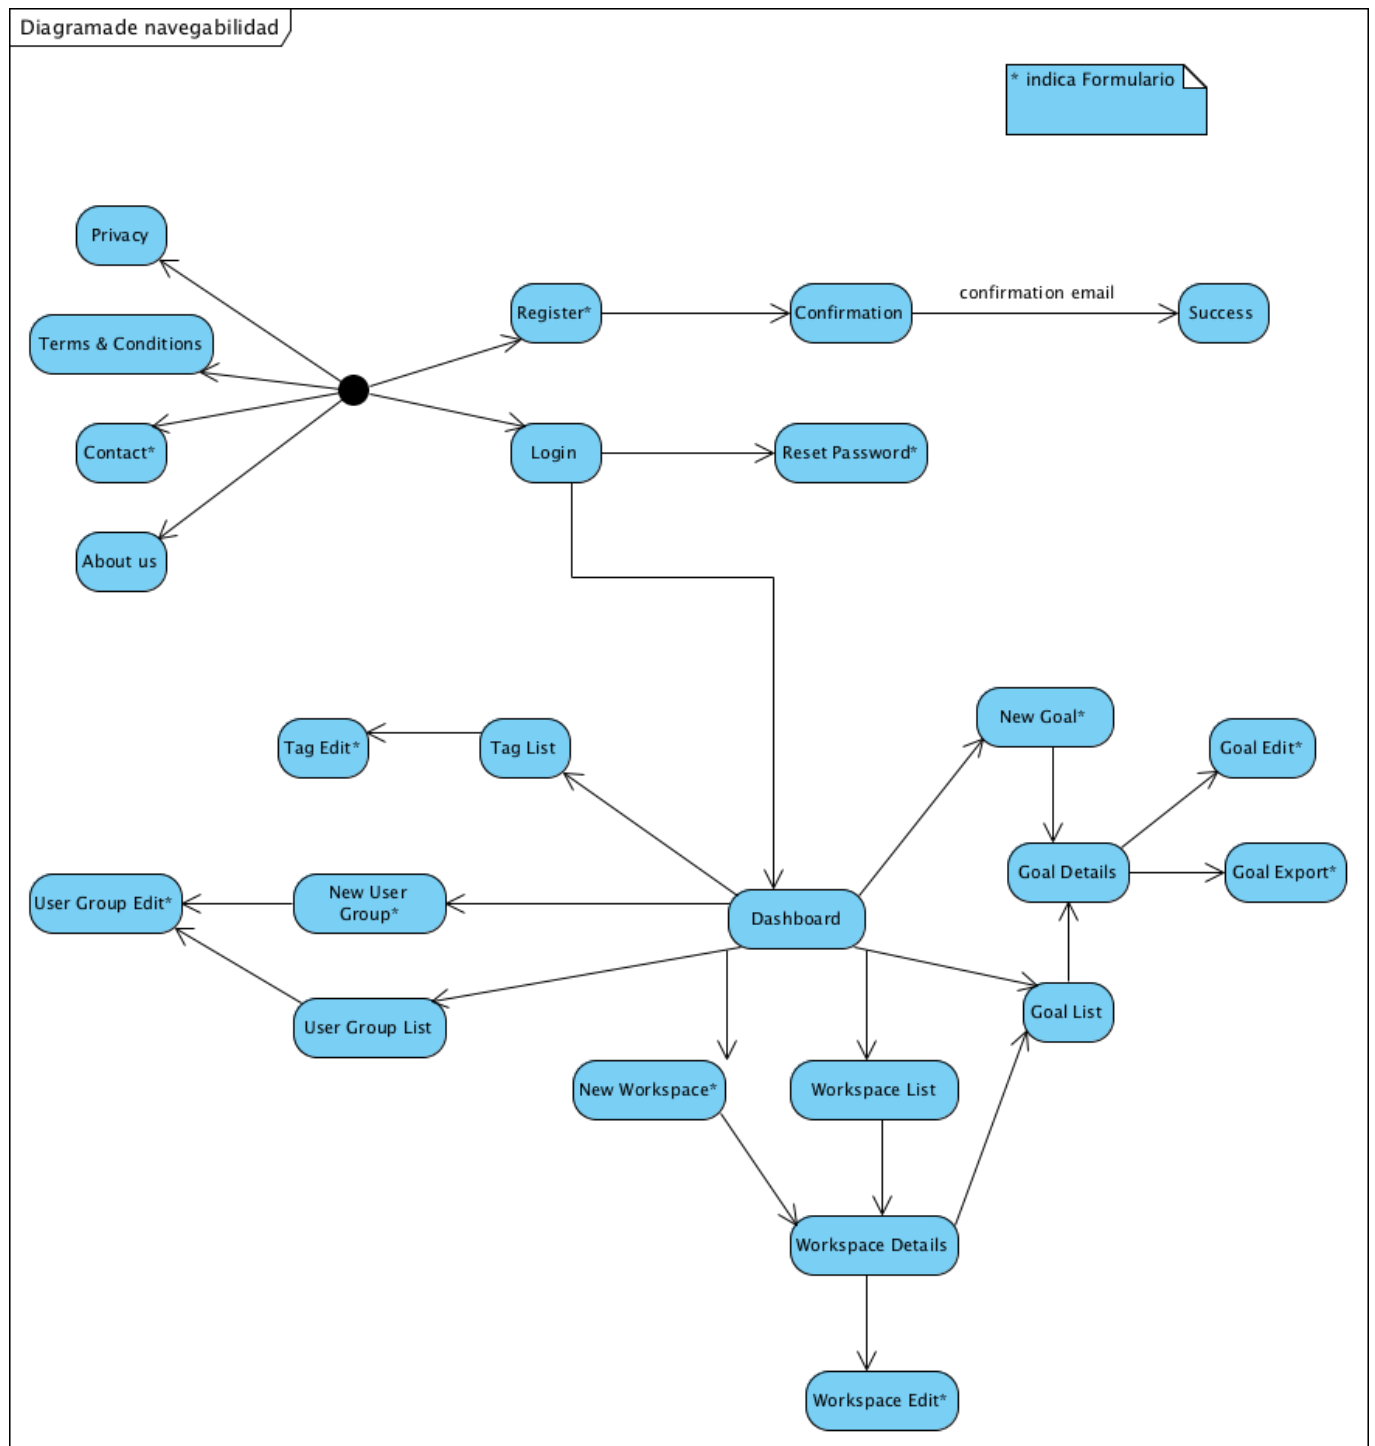 Diagramade navegabilidad
* indica Formulario
Privacy
Register*
Confirmation
confirmation email
Success
Terms & Conditions
Contact*
Login
Reset Password*
About us
Tag Edit*
Tag List
New Goal*
Goal Edit*
Goal Details
Goal Export*
User Group Edit*
New User
Group*
Dashboard
User Group List
Goal List
New Workspace*
Workspace List
Workspace Details
Workspace Edit*